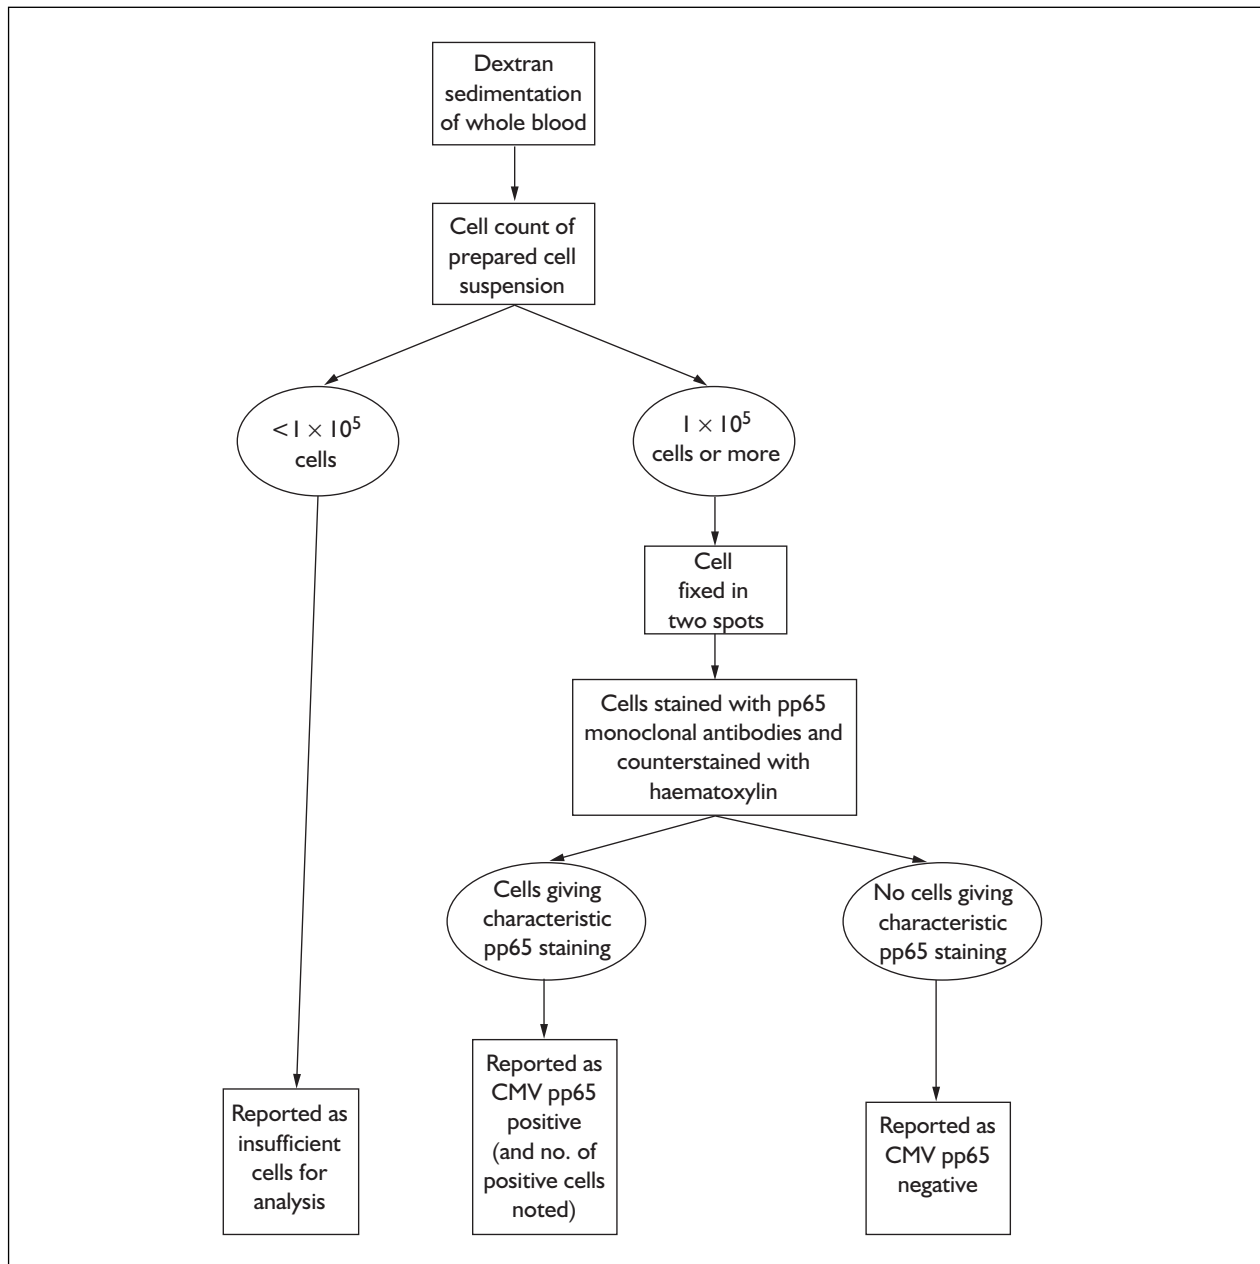 Dextran
sedimentation
of whole blood
Cell count of
prepared cell
suspension
<1 × 10⁵
cells
1 × 10⁵
cells or more
Cell
fixed in
two spots
Cells stained with pp65
monoclonal antibodies and
counterstained with
haematoxylin
Cells giving
characteristic
pp65 staining
No cells giving
characteristic
pp65 staining
Reported as
insufficient
cells for
analysis
Reported as
CMV pp65
positive
(and no. of
positive cells
noted)
Reported as
CMV pp65
negative